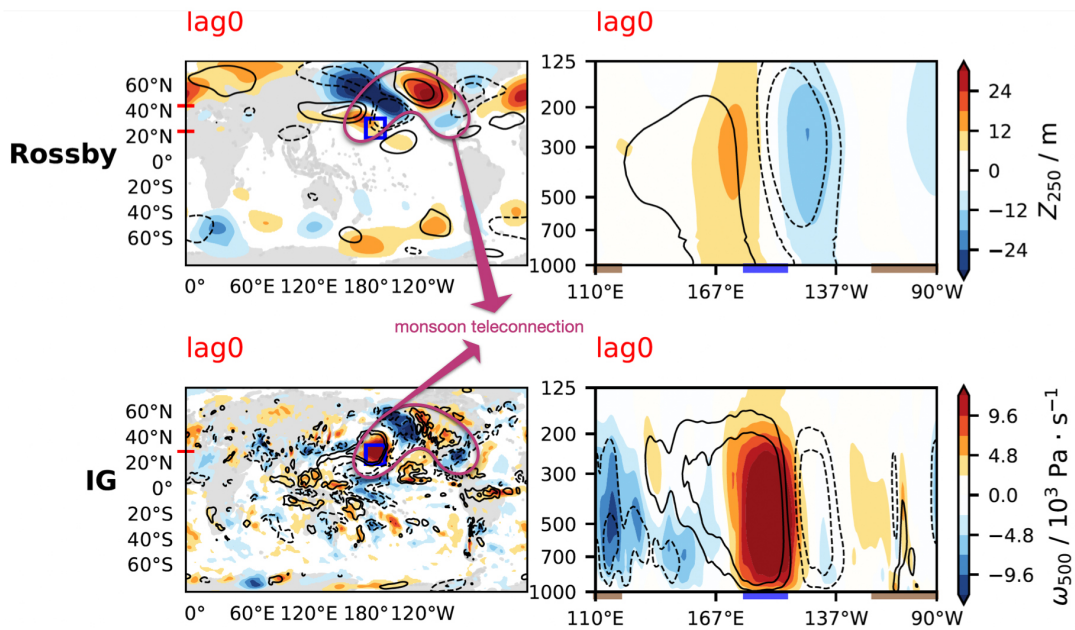 lag0
lag0
Rossby
60°N
40°N
20°N
0°
20°S
40°S
60°S
0°
60°E
120°E
180°
120°W
125
200
300
500
700
1000
110°E
167°E
137°W
90°W
24
12
0
−12
−24
Z250 / m
monsoon teleconnection
lag0
lag0
IG
60°N
40°N
20°N
0°
20°S
40°S
60°S
0°
60°E
120°E
180°
120°W
125
200
300
500
700
1000
110°E
167°E
137°W
90°W
9.6
4.8
0.0
−4.8
−9.6
ω500 / 10³ Pa · s⁻¹